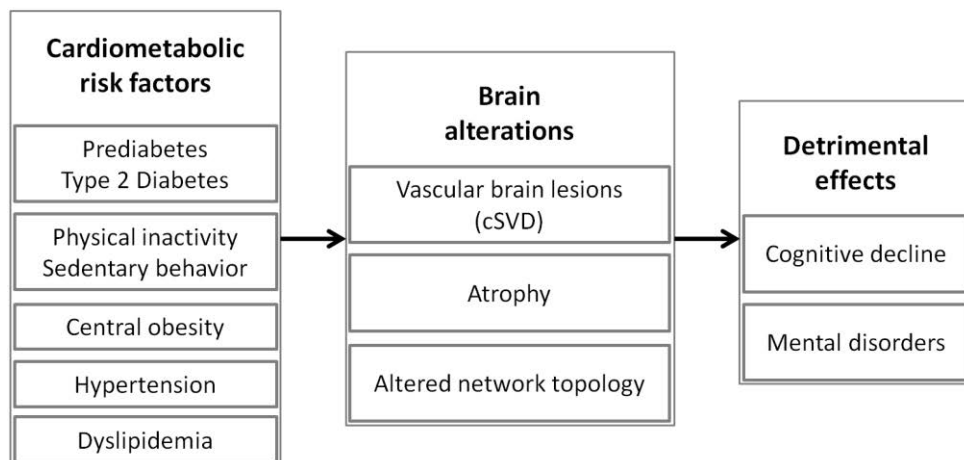 Cardiometabolic
risk factors
Prediabetes
Type 2 Diabetes
Physical inactivity
Sedentary behavior
Central obesity
Hypertension
Dyslipidemia
Brain
alterations
Vascular brain lesions
(cSVD)
Atrophy
Altered network topology
Detrimental
effects
Cognitive decline
Mental disorders